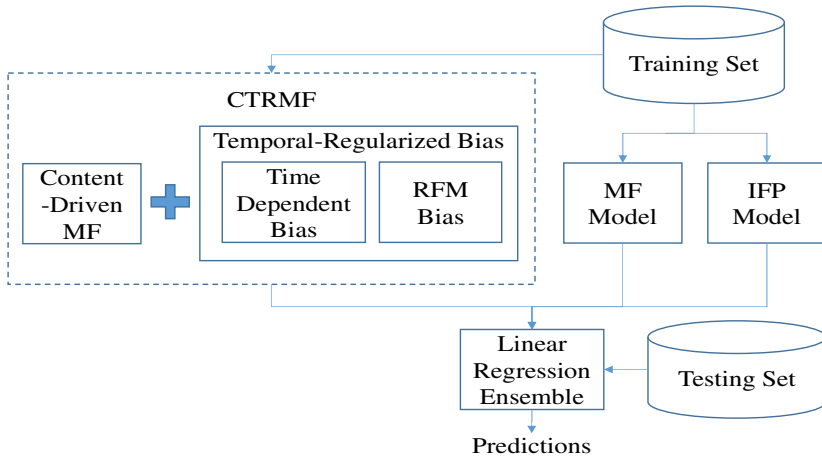 Training Set
CTRMF
Temporal-Regularized Bias
Content
-Driven
MF
Time
Dependent
Bias
RFM
Bias
MF
Model
IFP
Model
Linear
Regression
Ensemble
Testing Set
Predictions